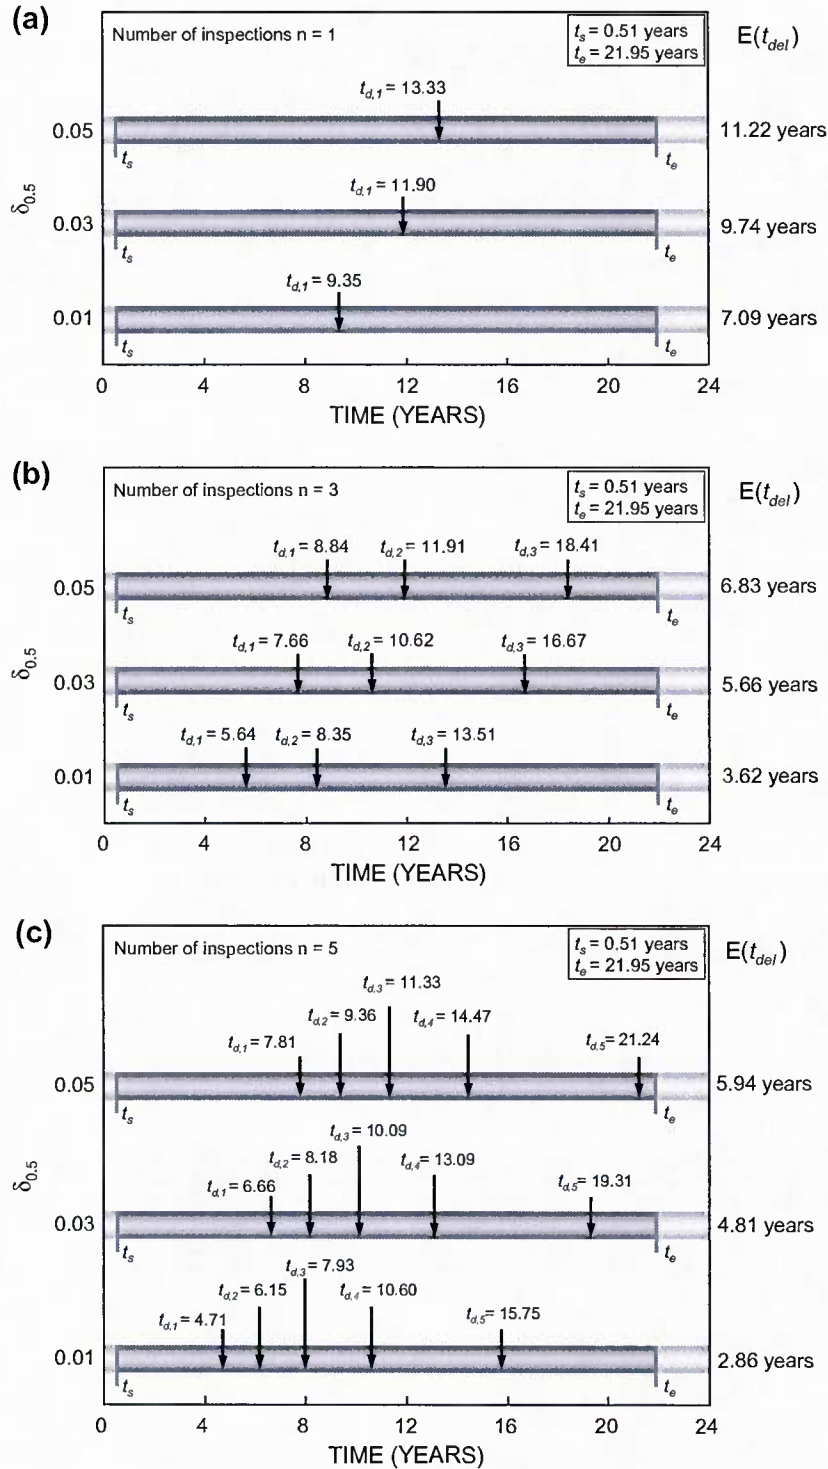 (a)
Number of inspections n = 1
t_s = 0.51 years
t_e = 21.95 years
E(t_del)
t_d,1 = 13.33
0.05
11.22 years
t_s
t_e
t_d,1 = 11.90
0.03
9.74 years
t_s
t_e
δ_0.5
t_d,1 = 9.35
0.01
7.09 years
t_s
t_e
0 4 8 12 16 20 24
TIME (YEARS)
(b)
Number of inspections n = 3
t_s = 0.51 years
t_e = 21.95 years
E(t_del)
t_d,1 = 8.84 t_d,2 = 11.91 t_d,3 = 18.41
0.05
6.83 years
t_s
t_e
t_d,1 = 7.66 t_d,2 = 10.62 t_d,3 = 16.67
0.03
5.66 years
t_s
t_e
δ_0.5
t_d,1 = 5.64 t_d,2 = 8.35 t_d,3 = 13.51
0.01
3.62 years
t_s
t_e
0 4 8 12 16 20 24
TIME (YEARS)
(c)
Number of inspections n = 5
t_s = 0.51 years
t_e = 21.95 years
E(t_del)
t_d,3 = 11.33
t_d,2 = 9.36 t_d,4 = 14.47
t_d,1 = 7.81 t_d,5 = 21.24
0.05
5.94 years
t_s
t_e
t_d,3 = 10.09
t_d,2 = 8.18 t_d,4 = 13.09
t_d,1 = 6.66 t_d,5 = 19.31
0.03
4.81 years
t_s
t_e
δ_0.5
t_d,3 = 7.93
t_d,2 = 6.15 t_d,4 = 10.60
t_d,1 = 4.71 t_d,5 = 15.75
0.01
2.86 years
t_s
t_e
0 4 8 12 16 20 24
TIME (YEARS)